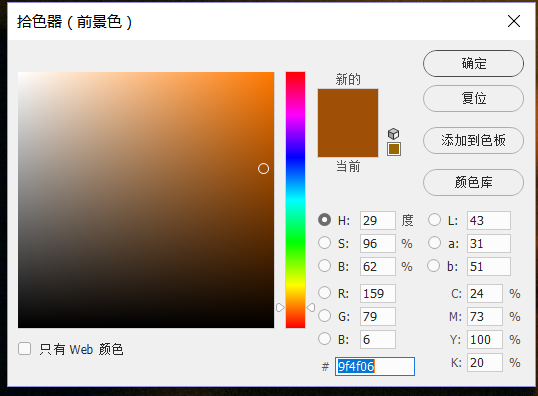 拾色器（前景色）
新的
当前
确定
复位
添加到色板
颜色库
H: 29 度 L: 43
S: 96 % a: 31
B: 62 % b: 51
R: 159 C: 24 %
G: 79 M: 73 %
B: 6 Y: 100 %
# 9f4f06 K: 20 %
只有 Web 颜色